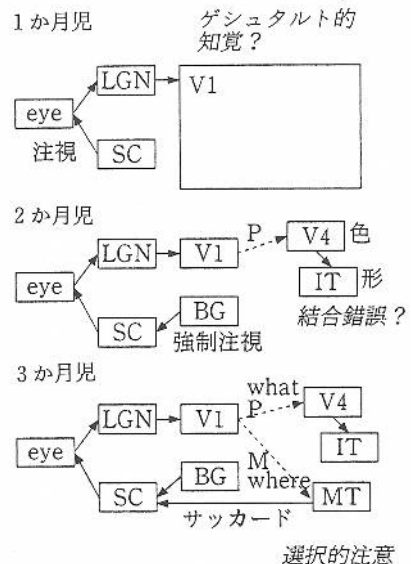 1か月児
ゲシュタルト的
知覚？
LGN
V1
eye
注視
SC
2か月児
P
V4 色
LGN
V1
IT 形
eye
BG
結合錯誤？
SC
強制注視
3か月児
what
P
V4
LGN
V1
IT
eye
M
BG
where
SC
MT
サッカード
選択的注意